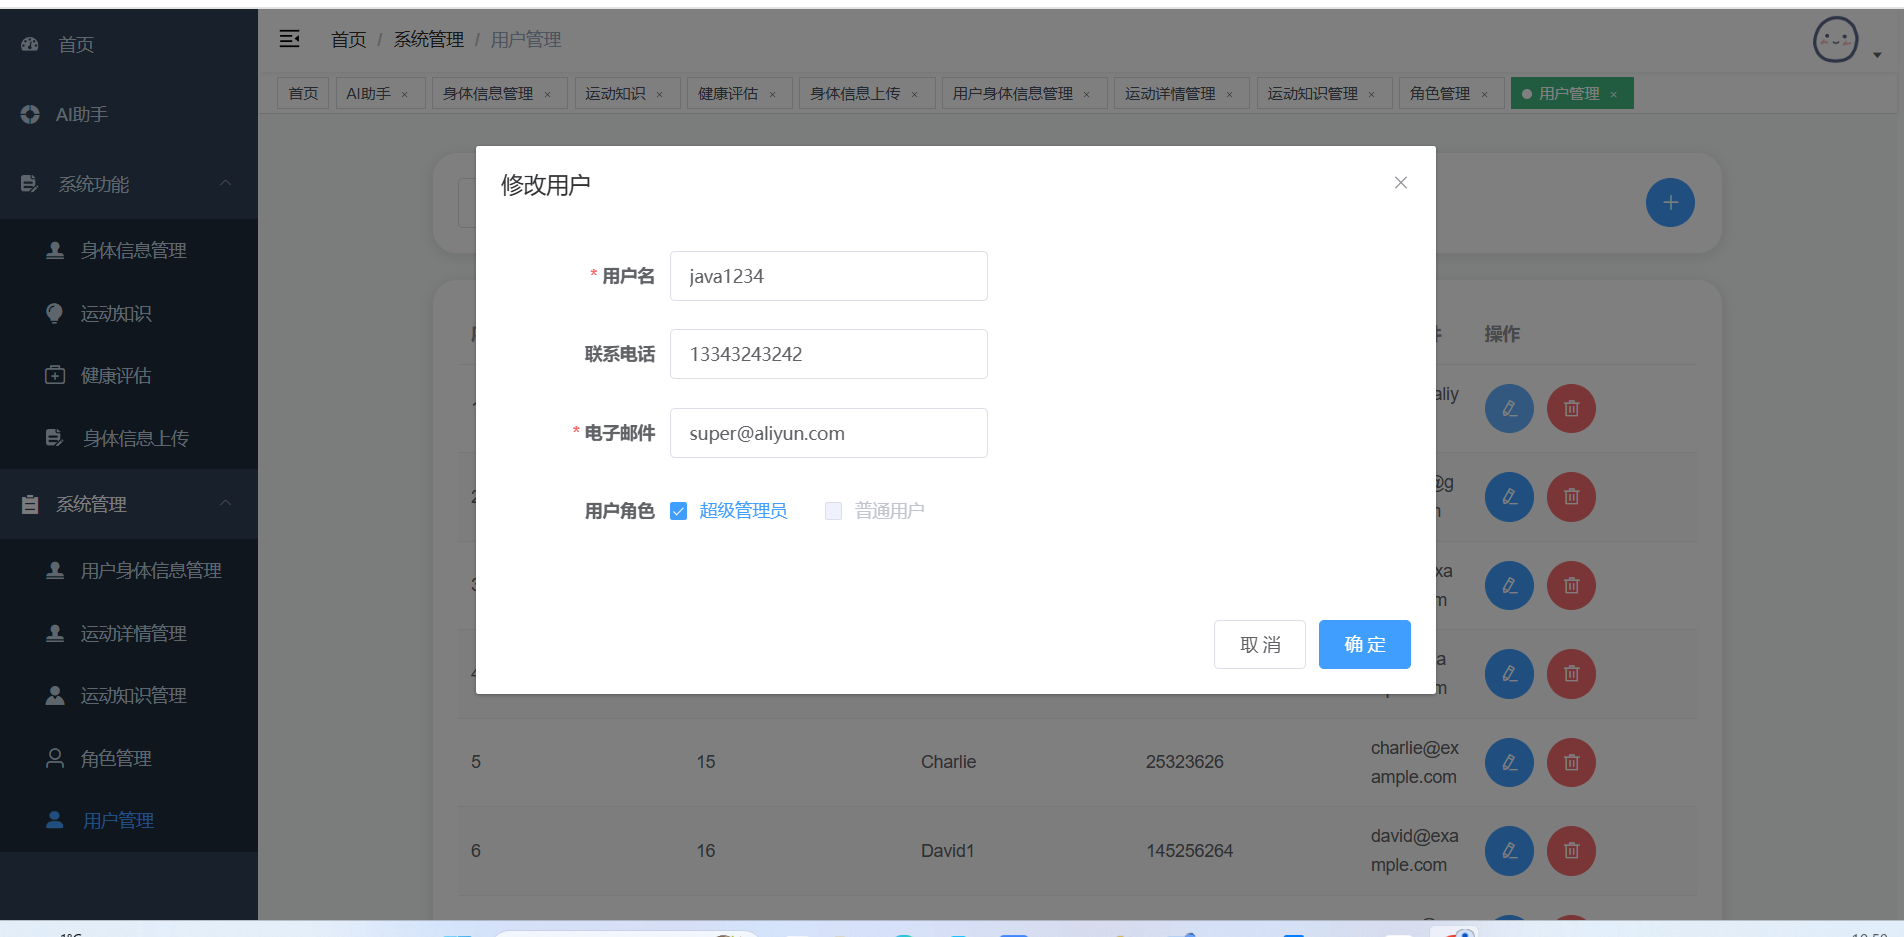 首页
AI助手
系统功能
身体信息管理
运动知识
健康评估
身体信息上传
系统管理
用户身体信息管理
运动详情管理
运动知识管理
角色管理
用户管理
首页 / 系统管理 / 用户管理
首页 AI助手 × 身体信息管理 × 运动知识 × 健康评估 × 身体信息上传 × 用户身体信息管理 × 运动详情管理 × 运动知识管理 × 角色管理 × 用户管理 ×
修改用户
* 用户名 java1234
联系电话 13343243242
* 电子邮件 super@aliyun.com
用户角色 超级管理员 普通用户
取消 确定
操作
aliy
@g
xa
m
a
m
5 15 Charlie 25323626 charlie@ex
ample.com
6 16 David1 145256264 david@exa
mple.com